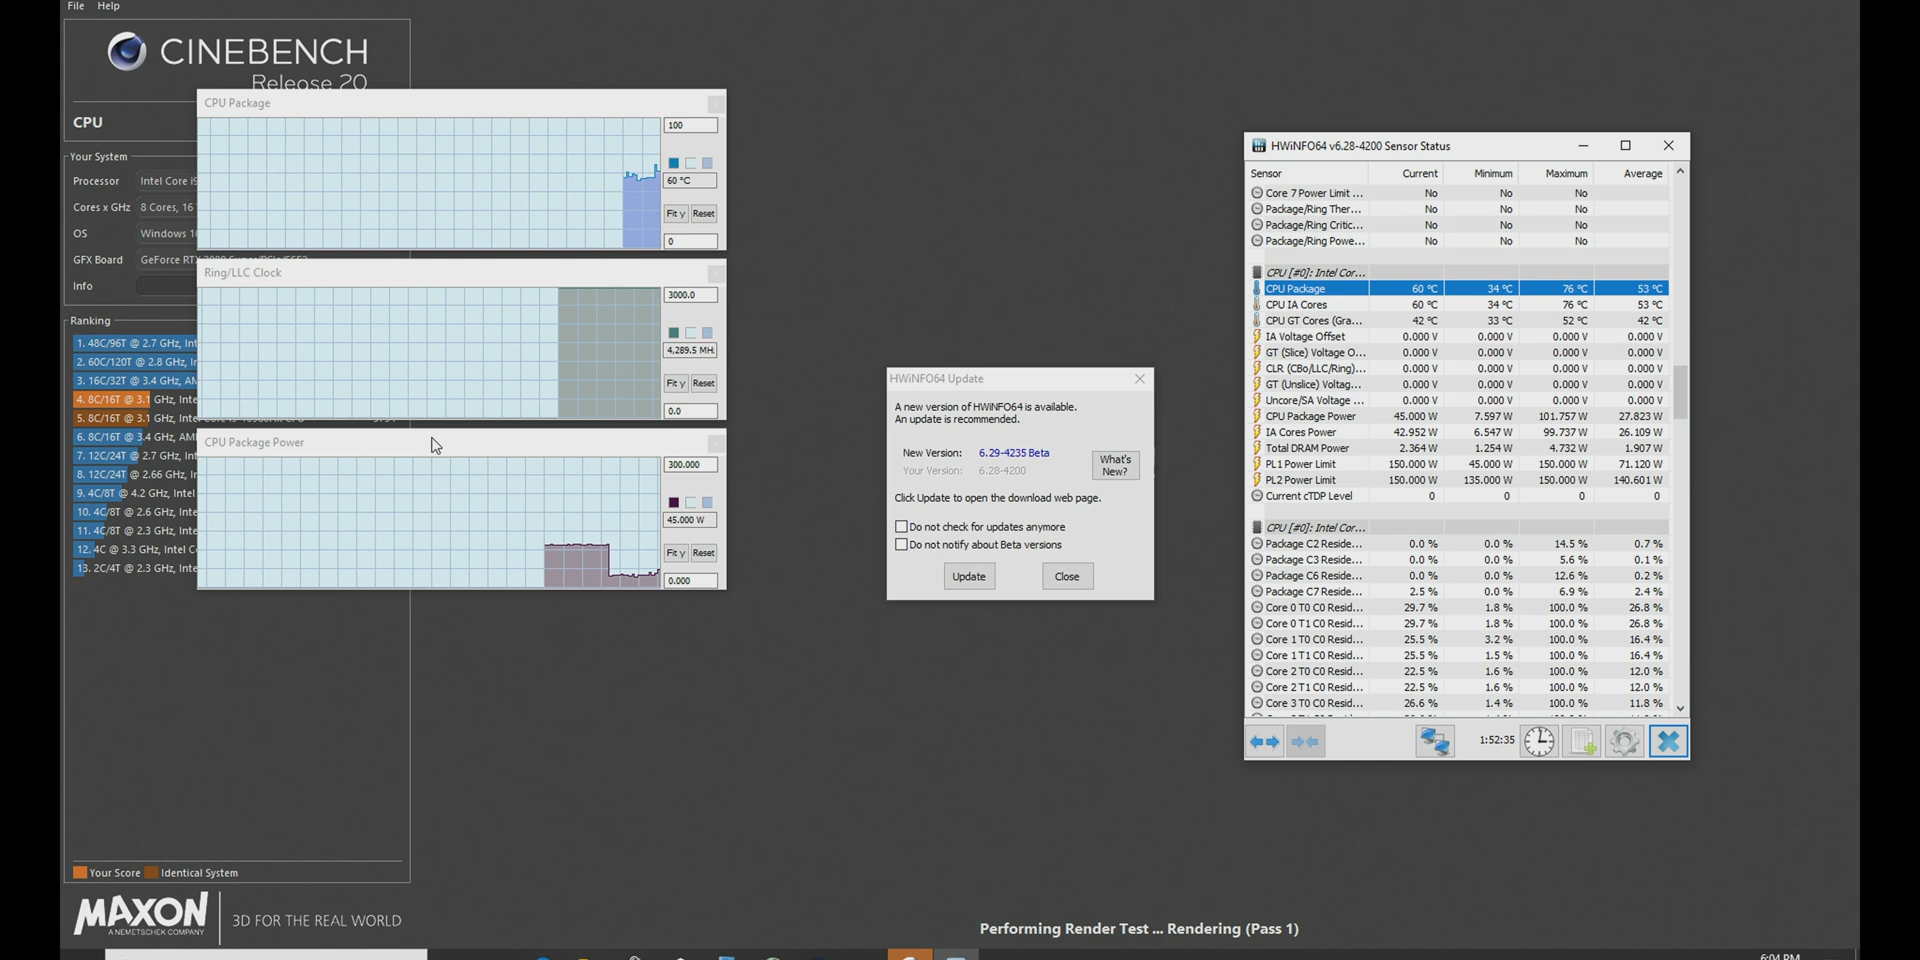 File Help
CINEBENCH
Release 20
CPU
Your System
Processor Intel Core i9
Cores x GHz 8 Cores, 16
OS Windows 10
GFX Board GeForce RTX 2080 Super/PCIe/SSE2
Info
Ranking
1. 48C/96T @ 2.7 GHz, Int
2. 60C/120T @ 2.8 GHz, In
3. 16C/32T @ 3.4 GHz, AM
4. 8C/16T @ 3.1 GHz, Inte
5. 8C/16T @ 3.1 GHz, Inte
6. 8C/16T @ 3.4 GHz, AM
7. 12C/24T @ 2.7 GHz, Int
8. 12C/24T @ 2.66 GHz, In
9. 4C/8T @ 4.2 GHz, Intel
10. 4C/8T @ 2.6 GHz, Inte
11. 4C/8T @ 2.3 GHz, Inte
12. 4C @ 3.3 GHz, Intel C
13. 2C/4T @ 2.3 GHz, Inte
Your Score Identical System
MAXON
A NEMETSCHEK COMPANY
3D FOR THE REAL WORLD
CPU Package
100
60 °C
Fit y Reset
0
Ring/LLC Clock
3000.0
4,289.5 MH
Fit y Reset
0.0
CPU Package Power
300.000
45.000 W
Fit y Reset
0.000
HWiNFO64 Update
A new version of HWiNFO64 is available.
An update is recommended.
New Version: 6.29-4235 Beta
Your Version: 6.28-4200
What's
New?
Click Update to open the download web page.
Do not check for updates anymore
Do not notify about Beta versions
Update Close
HWiNFO64 v6.28-4200 Sensor Status
Sensor Current Minimum Maximum Average
Core 7 Power Limit ... No No No
Package/Ring Ther... No No No
Package/Ring Critic... No No No
Package/Ring Powe... No No No
CPU [#0]: Intel Cor...
CPU Package 60 °C 34 °C 76 °C 53 °C
CPU IA Cores 60 °C 34 °C 76 °C 53 °C
CPU GT Cores (Gra... 42 °C 33 °C 52 °C 42 °C
IA Voltage Offset 0.000 V 0.000 V 0.000 V 0.000 V
GT (Slice) Voltage O... 0.000 V 0.000 V 0.000 V 0.000 V
CLR (CBo/LLC/Ring)... 0.000 V 0.000 V 0.000 V 0.000 V
GT (Unslice) Voltag... 0.000 V 0.000 V 0.000 V 0.000 V
Uncore/SA Voltage ... 0.000 V 0.000 V 0.000 V 0.000 V
CPU Package Power 45.000 W 7.597 W 101.757 W 27.823 W
IA Cores Power 42.952 W 6.547 W 99.737 W 26.109 W
Total DRAM Power 2.364 W 1.254 W 4.732 W 1.907 W
PL1 Power Limit 150.000 W 45.000 W 150.000 W 71.120 W
PL2 Power Limit 150.000 W 135.000 W 150.000 W 140.601 W
Current cTDP Level 0 0 0 0
CPU [#0]: Intel Cor...
Package C2 Reside... 0.0 % 0.0 % 14.5 % 0.7 %
Package C3 Reside... 0.0 % 0.0 % 5.6 % 0.1 %
Package C6 Reside... 0.0 % 0.0 % 12.6 % 0.2 %
Package C7 Reside... 2.5 % 0.0 % 6.9 % 2.4 %
Core 0 T0 C0 Resid... 29.7 % 1.8 % 100.0 % 26.8 %
Core 0 T1 C0 Resid... 29.7 % 1.8 % 100.0 % 26.8 %
Core 1 T0 C0 Resid... 25.5 % 3.2 % 100.0 % 16.4 %
Core 1 T1 C0 Resid... 25.5 % 1.5 % 100.0 % 16.4 %
Core 2 T0 C0 Resid... 22.5 % 1.6 % 100.0 % 12.0 %
Core 2 T1 C0 Resid... 22.5 % 1.6 % 100.0 % 12.0 %
Core 3 T0 C0 Resid... 26.6 % 1.4 % 100.0 % 11.8 %
1:52:35
Performing Render Test ... Rendering (Pass 1)
6:04 PM